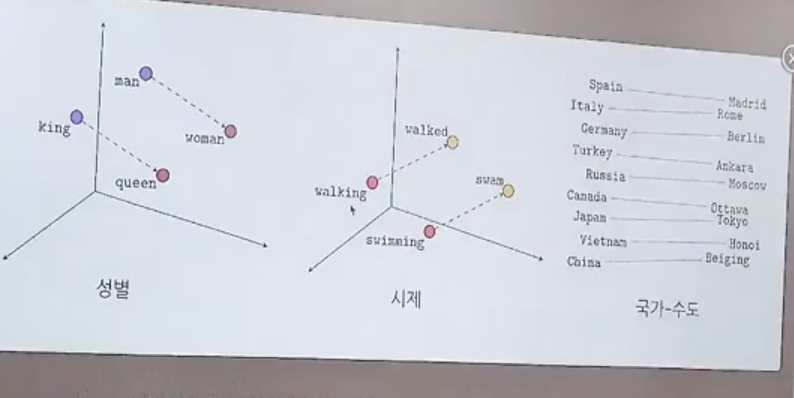 man
king
woman
queen
성별
walked
walking
swam
swimming
시제
Spain Madrid
Italy Rome
Germany Berlin
Turkey Ankara
Russia Moscow
Canada Ottawa
Japan Tokyo
Vietnam Honoi
China Beiging
국가-수도